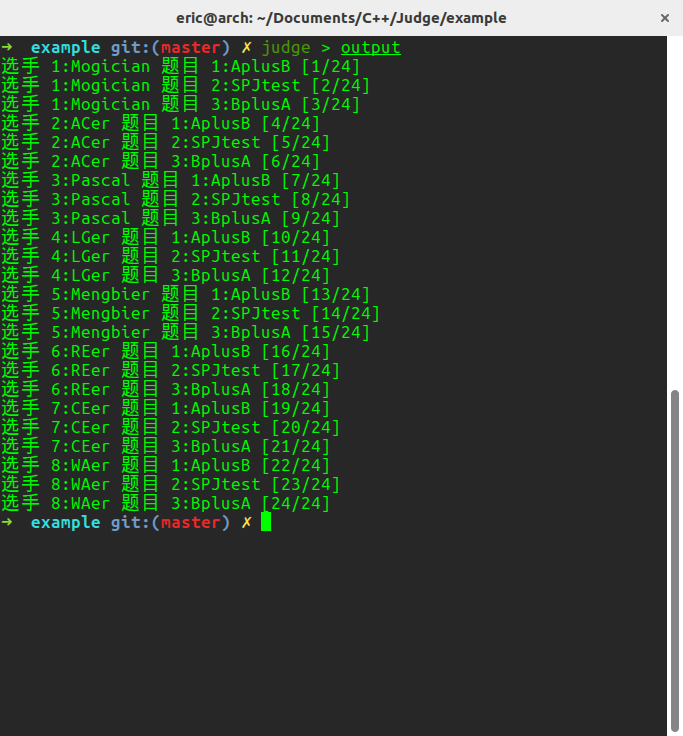 eric@arch: ~/Documents/C++/Judge/example ×
➜ example git:(master) ✗ judge > output
选手 1:Mogician 题目 1:AplusB [1/24]
选手 1:Mogician 题目 2:SPJtest [2/24]
选手 1:Mogician 题目 3:BplusA [3/24]
选手 2:ACer 题目 1:AplusB [4/24]
选手 2:ACer 题目 2:SPJtest [5/24]
选手 2:ACer 题目 3:BplusA [6/24]
选手 3:Pascal 题目 1:AplusB [7/24]
选手 3:Pascal 题目 2:SPJtest [8/24]
选手 3:Pascal 题目 3:BplusA [9/24]
选手 4:LGer 题目 1:AplusB [10/24]
选手 4:LGer 题目 2:SPJtest [11/24]
选手 4:LGer 题目 3:BplusA [12/24]
选手 5:Mengbier 题目 1:AplusB [13/24]
选手 5:Mengbier 题目 2:SPJtest [14/24]
选手 5:Mengbier 题目 3:BplusA [15/24]
选手 6:REer 题目 1:AplusB [16/24]
选手 6:REer 题目 2:SPJtest [17/24]
选手 6:REer 题目 3:BplusA [18/24]
选手 7:CEer 题目 1:AplusB [19/24]
选手 7:CEer 题目 2:SPJtest [20/24]
选手 7:CEer 题目 3:BplusA [21/24]
选手 8:WAer 题目 1:AplusB [22/24]
选手 8:WAer 题目 2:SPJtest [23/24]
选手 8:WAer 题目 3:BplusA [24/24]
➜ example git:(master) ✗